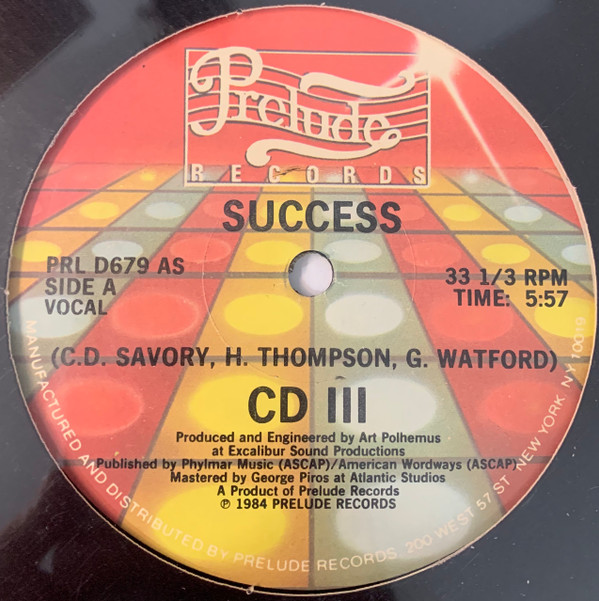 Prelude
RECORDS
SUCCESS
PRL D679 AS
SIDE A
VOCAL
33 1/3 RPM
TIME: 5:57
(C.D. SAVORY, H. THOMPSON, G. WATFORD)
CD III
Produced and Engineered by Art Polhemus
at Excalibur Sound Productions
Published by Phylmar Music (ASCAP)/American Wordways (ASCAP)
Mastered by George Piros at Atlantic Studios
A Product of Prelude Records
℗ 1984 PRELUDE RECORDS
MANUFACTURED AND DISTRIBUTED BY PRELUDE RECORDS, 200 WEST 57 ST. NEW YORK, NY 10019